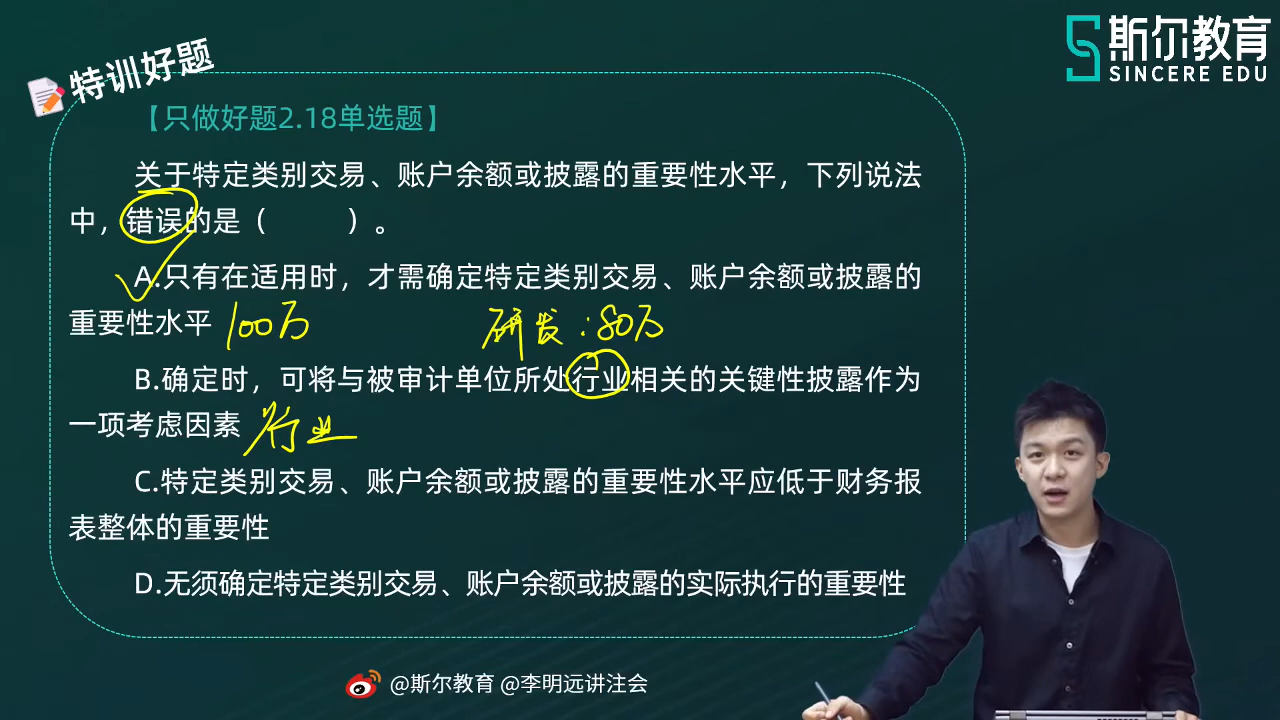 斯尔教育
SINCERE EDU
特训好题
【只做好题2.18单选题】
关于特定类别交易、账户余额或披露的重要性水平，下列说法
中，错误的是（　　）。
A.只有在适用时，才需确定特定类别交易、账户余额或披露的
重要性水平 100万 研发：80万
B.确定时，可将与被审计单位所处行业相关的关键性披露作为
一项考虑因素 行业
C.特定类别交易、账户余额或披露的重要性水平应低于财务报
表整体的重要性
D.无须确定特定类别交易、账户余额或披露的实际执行的重要性
@斯尔教育 @李明远讲注会